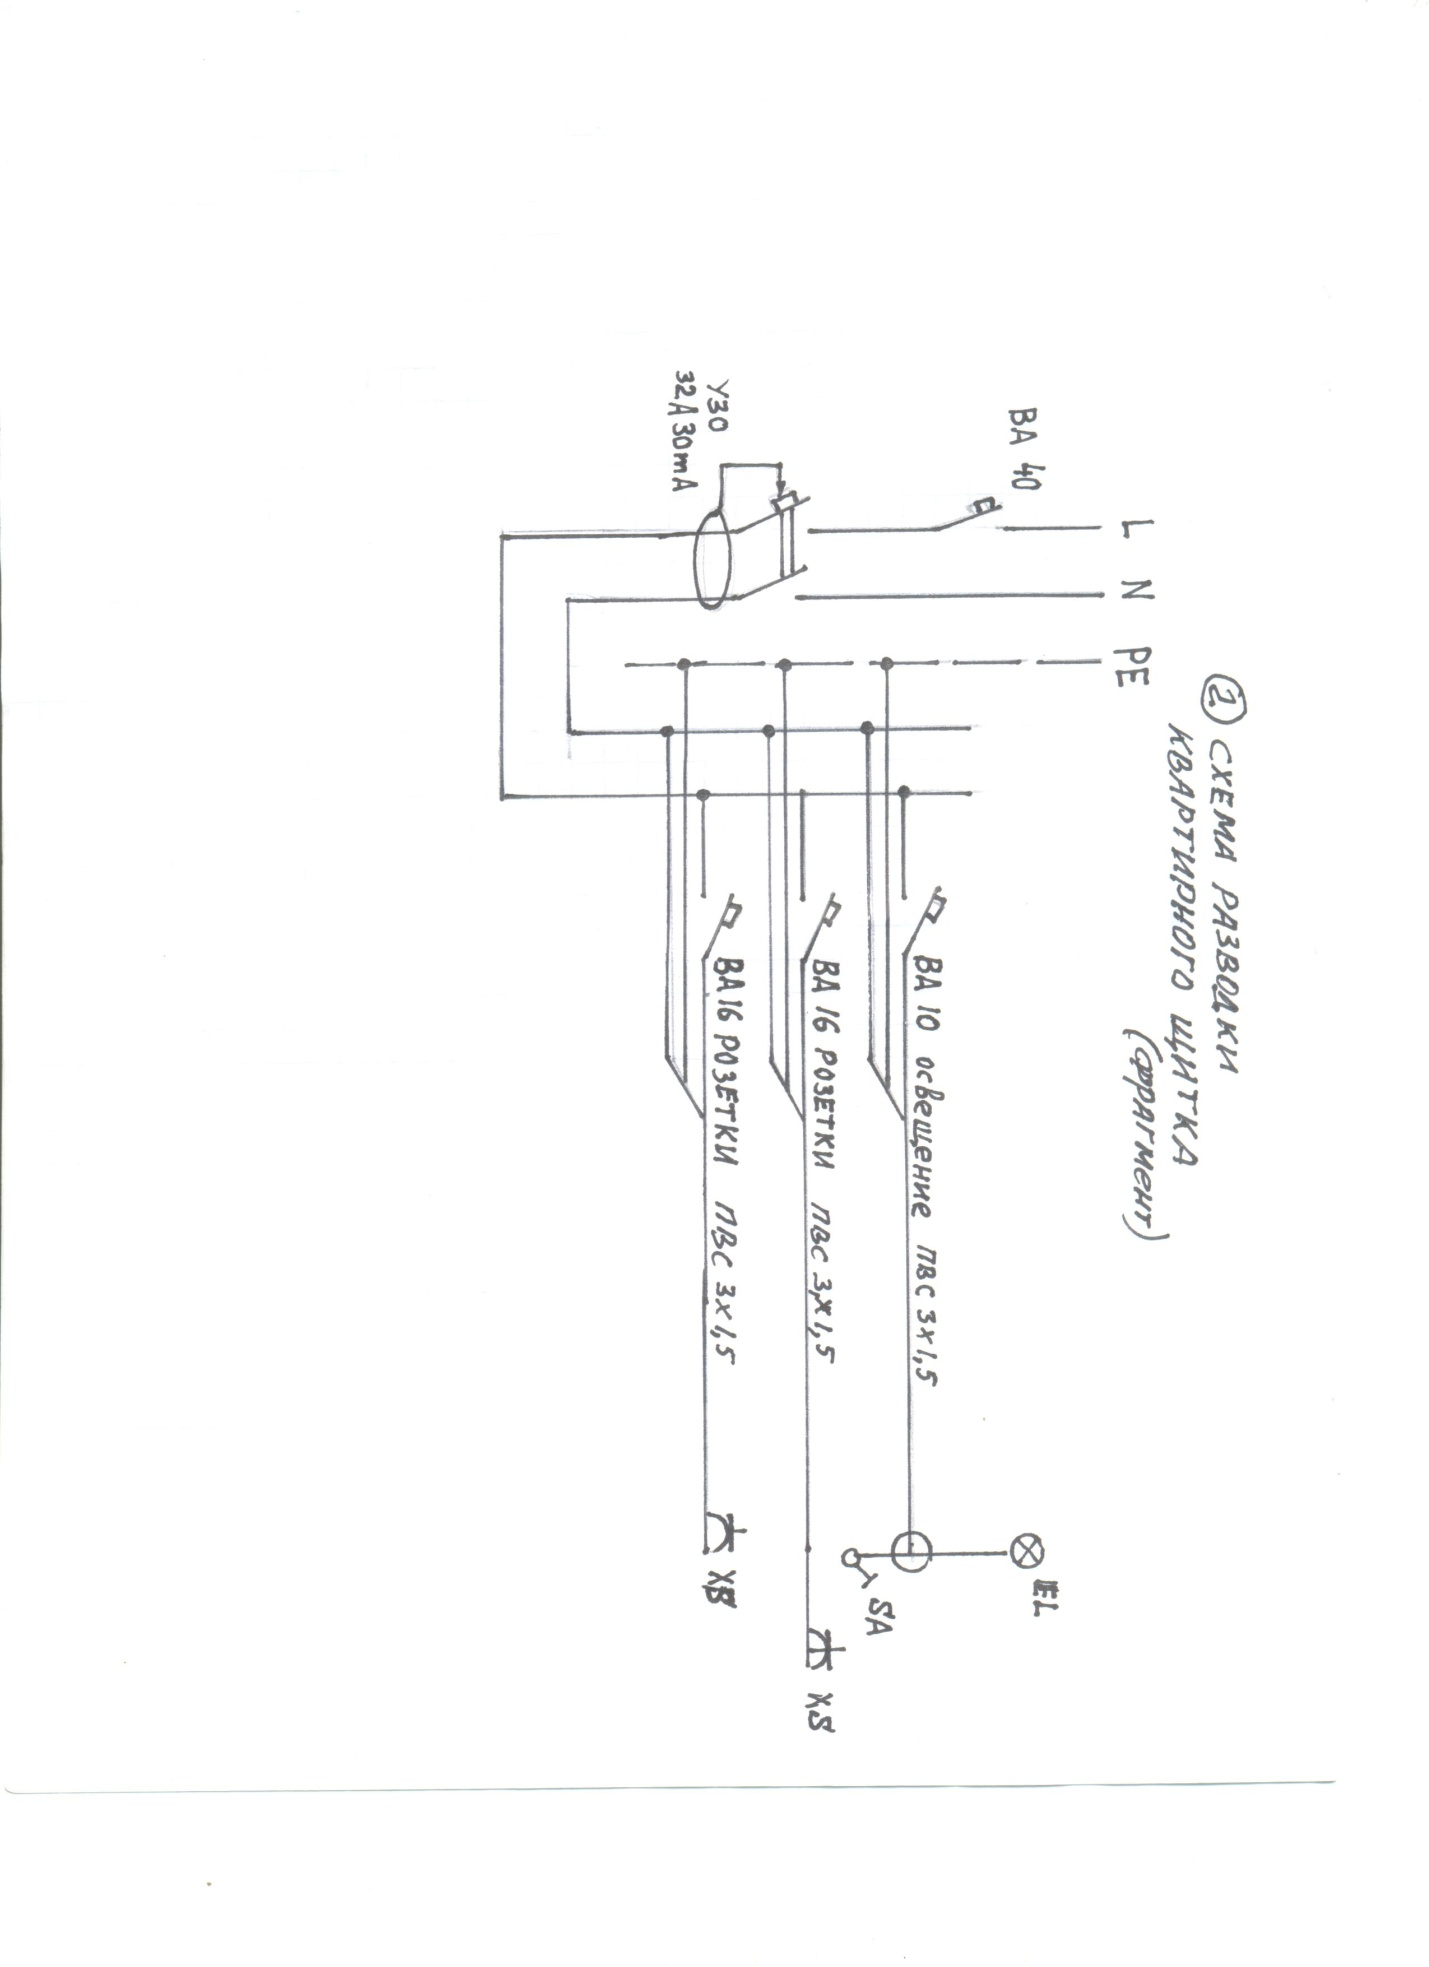 ② СХЕМА РАЗВОДКИ
КВАРТИРНОГО ЩИТКА
(ФРАГМЕНТ)
L
N
PE
ВА 40
УЗО
32А 30mA
ВА 10 освещение ПВС 3х1,5
ВА 16 РОЗЕТКИ ПВС 3х1,5
ВА 16 РОЗЕТКИ ПВС 3х1,5
EL
SA
XS